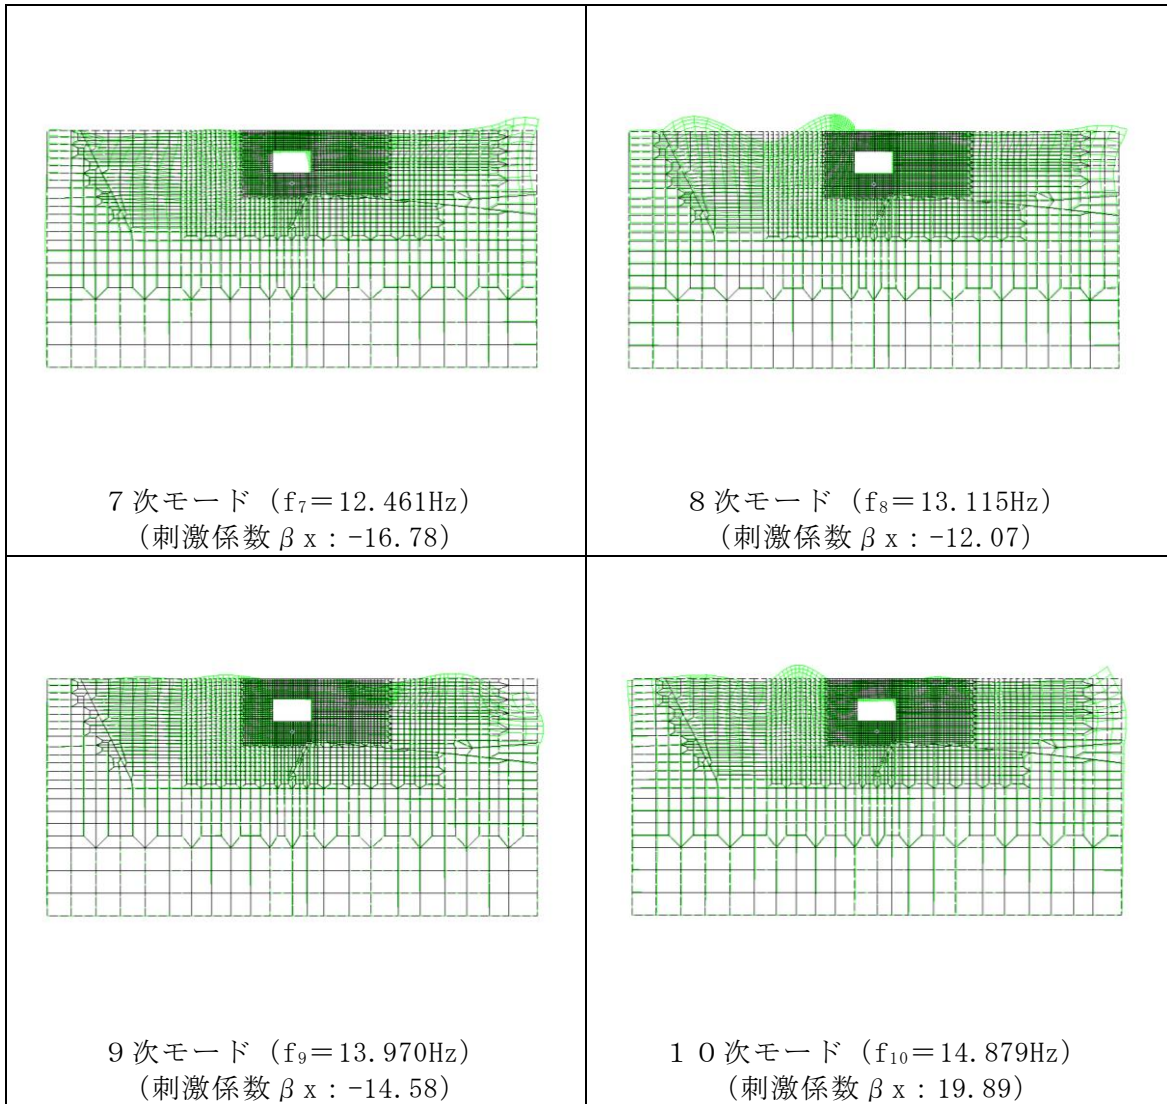 7次モード (f₇=12.461Hz)
(刺激係数βx：-16.78)
8次モード (f₈=13.115Hz)
(刺激係数βx：-12.07)
9次モード (f₉=13.970Hz)
(刺激係数βx：-14.58)
10次モード (f₁₀=14.879Hz)
(刺激係数βx：19.89)